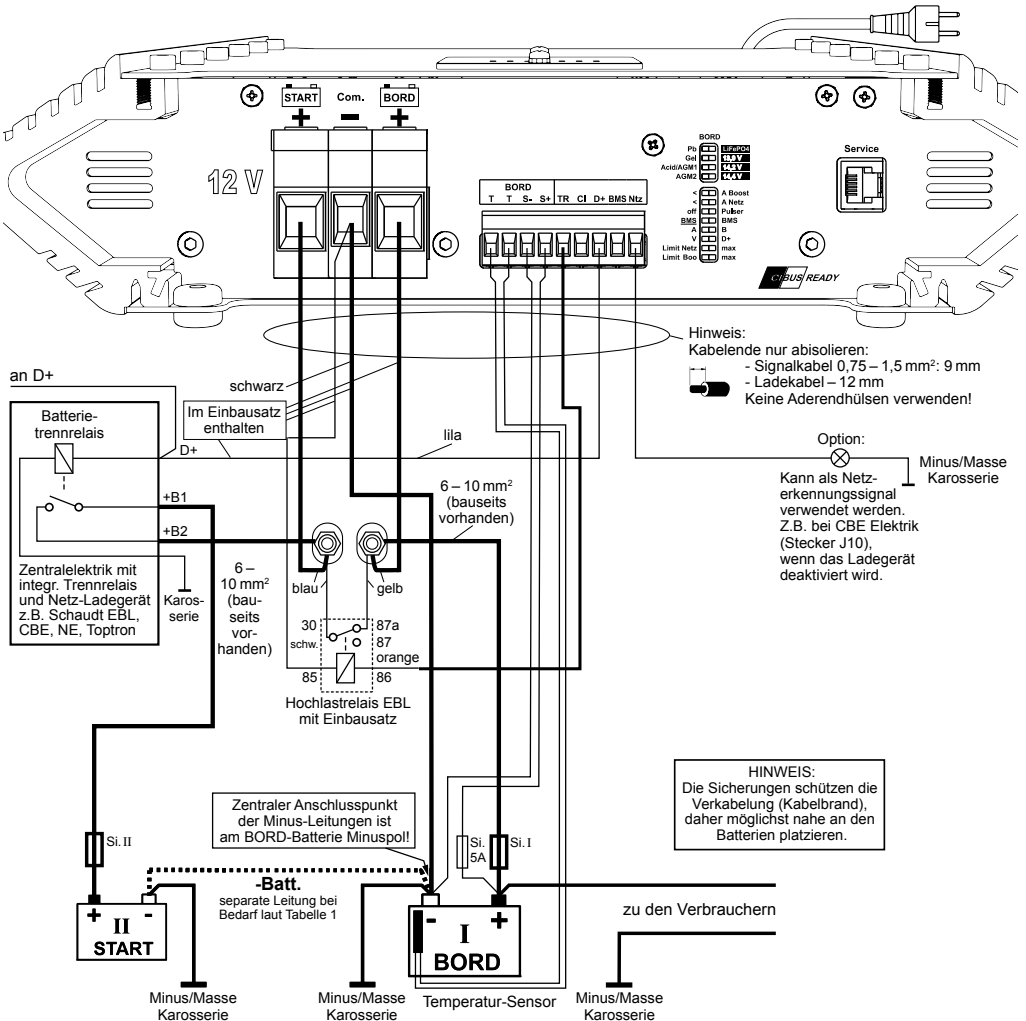 START Com. BORD
+ − +
12 V
BORD
Pb LiFePO4
Gel
Acid/AGM1
AGM2
< A Boost
< A Netz
off Pulser
BMS BMS
A B
V D+
Limit Netz max
Limit Boo max
Service
BORD
T T S- S+ TR CI D+ BMS Ntz
CI-BUS READY
Hinweis:
Kabelende nur abisolieren:
- Signalkabel 0,75 – 1,5 mm²: 9 mm
- Ladekabel – 12 mm
Keine Aderendhülsen verwenden!
an D+
schwarz
Batterie-
trennrelais
Im Einbausatz
enthalten
D+
lila
Option:
Minus/Masse
Karosserie
Kann als Netz-
erkennungssignal
verwendet werden.
Z.B. bei CBE Elektrik
(Stecker J10),
wenn das Ladegerät
deaktiviert wird.
+B1
+B2
6 – 10 mm²
(bauseits
vorhanden)
Zentralelektrik mit
integr. Trennrelais
und Netz-Ladegerät
z.B. Schaudt EBL,
CBE, NE, Toptron
Karos-
serie
6 –
10 mm²
(bau-
seits
vor-
handen)
blau
gelb
30 87a
schw. 87
orange
85 86
Hochlastrelais EBL
mit Einbausatz
HINWEIS:
Die Sicherungen schützen die
Verkabelung (Kabelbrand),
daher möglichst nahe an den
Batterien platzieren.
Zentraler Anschlusspunkt
der Minus-Leitungen ist
am BORD-Batterie Minuspol!
Si. II
Si.
5A
Si. I
-Batt.
separate Leitung bei
Bedarf laut Tabelle 1
+ -
II
START
- +
I
BORD
zu den Verbrauchern
Minus/Masse
Karosserie
Minus/Masse
Karosserie
Temperatur-Sensor
Minus/Masse
Karosserie